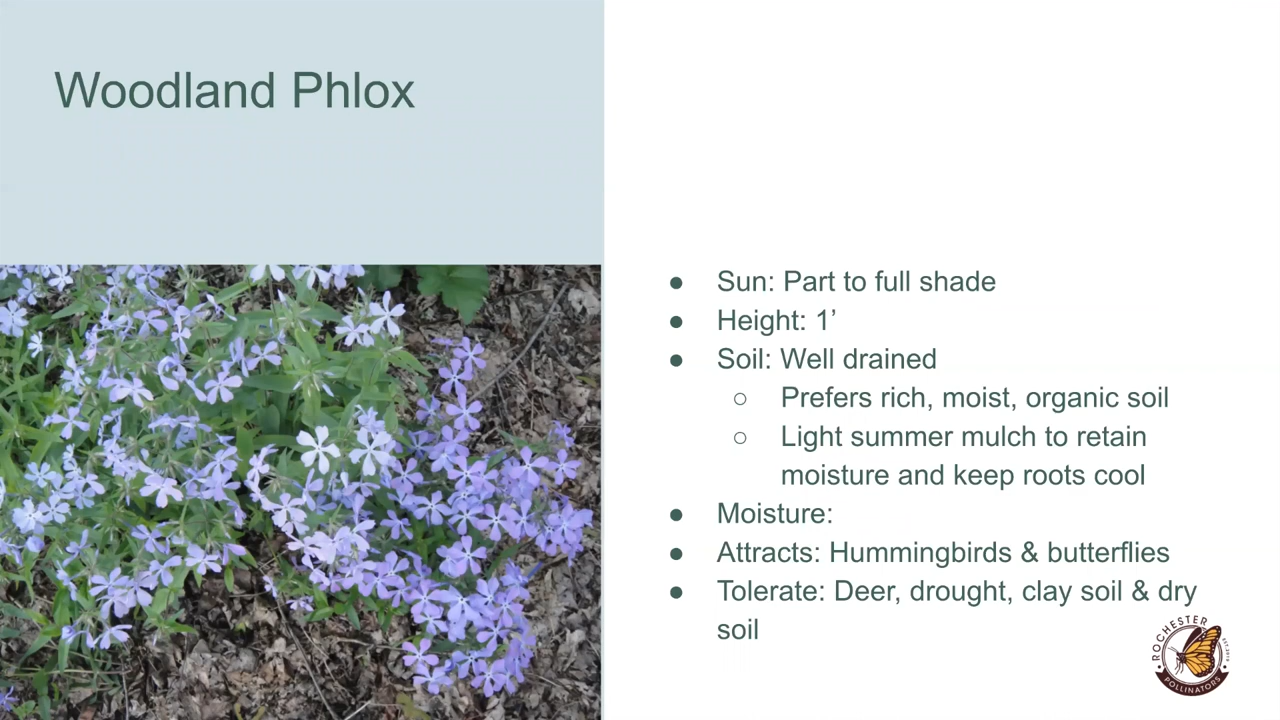 Woodland Phlox
● Sun: Part to full shade
● Height: 1’
● Soil: Well drained
○ Prefers rich, moist, organic soil
○ Light summer mulch to retain
moisture and keep roots cool
● Moisture:
● Attracts: Hummingbirds & butterflies
● Tolerate: Deer, drought, clay soil & dry
soil
ROCHESTER
POLLINATORS